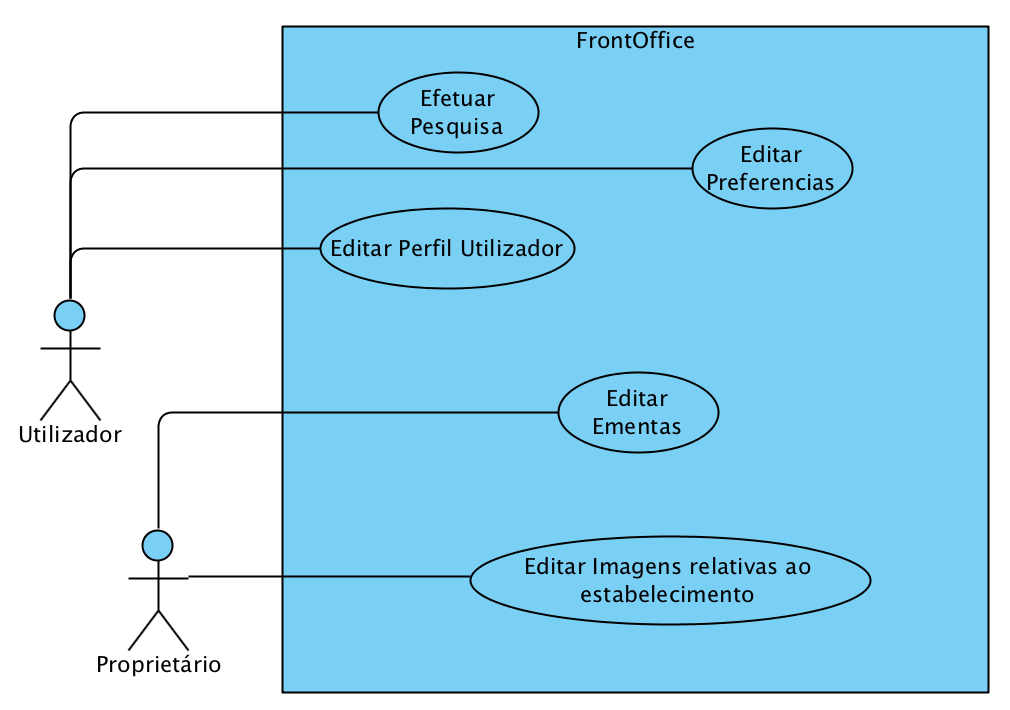 FrontOffice
Efetuar
Pesquisa
Editar
Preferencias
Editar Perfil Utilizador
Editar
Ementas
Utilizador
Editar Imagens relativas ao
estabelecimento
Proprietário